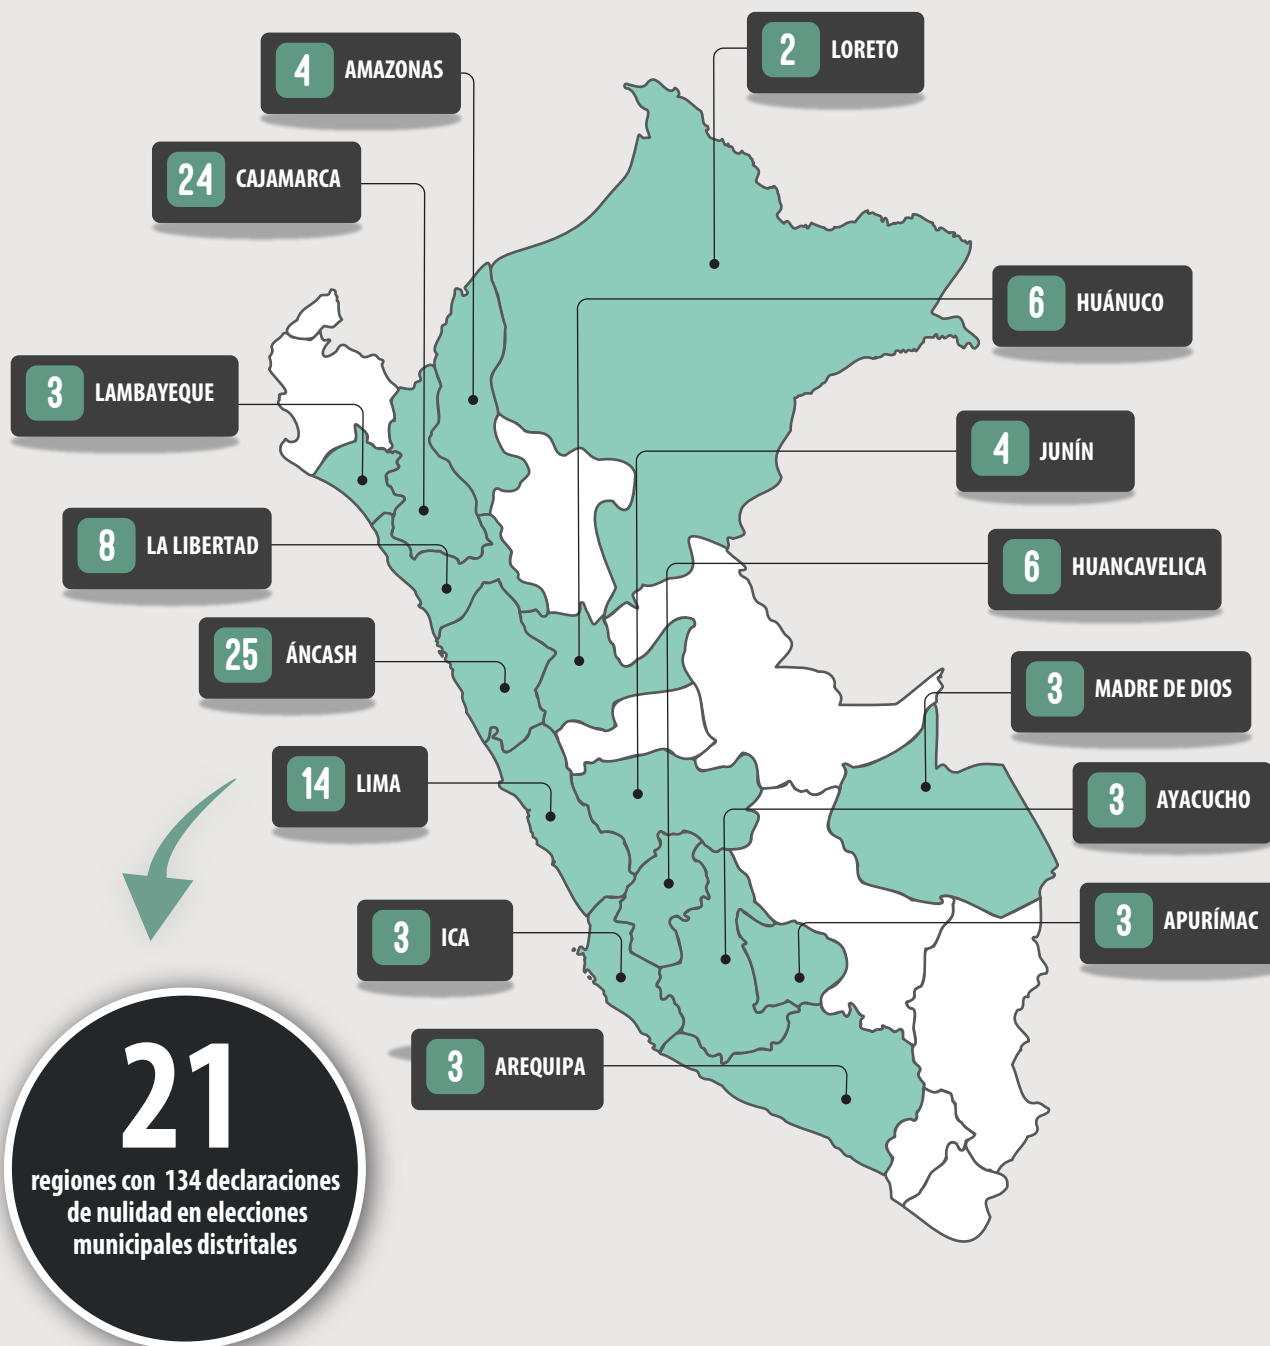 2 LORETO
4 AMAZONAS
24 CAJAMARCA
6 HUÁNUCO
3 LAMBAYEQUE
4 JUNÍN
8 LA LIBERTAD
6 HUANCAVELICA
25 ÁNCASH
3 MADRE DE DIOS
14 LIMA
3 AYACUCHO
3 ICA
3 APURÍMAC
3 AREQUIPA
21
regiones con 134 declaraciones
de nulidad en elecciones
municipales distritales